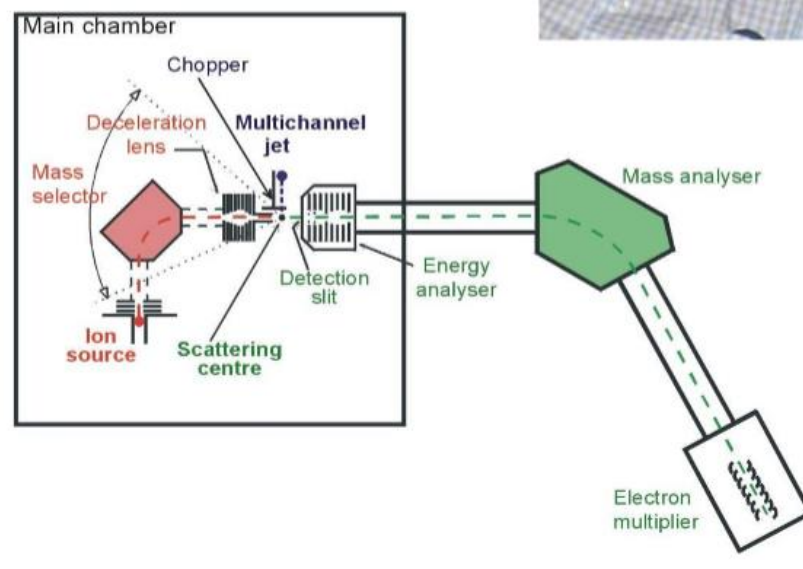 Main chamber
Chopper
Deceleration
lens
Multichannel
jet
Mass
selector
Mass analyser
Detection
slit
Energy
analyser
Ion
source
Scattering
centre
Electron
multiplier